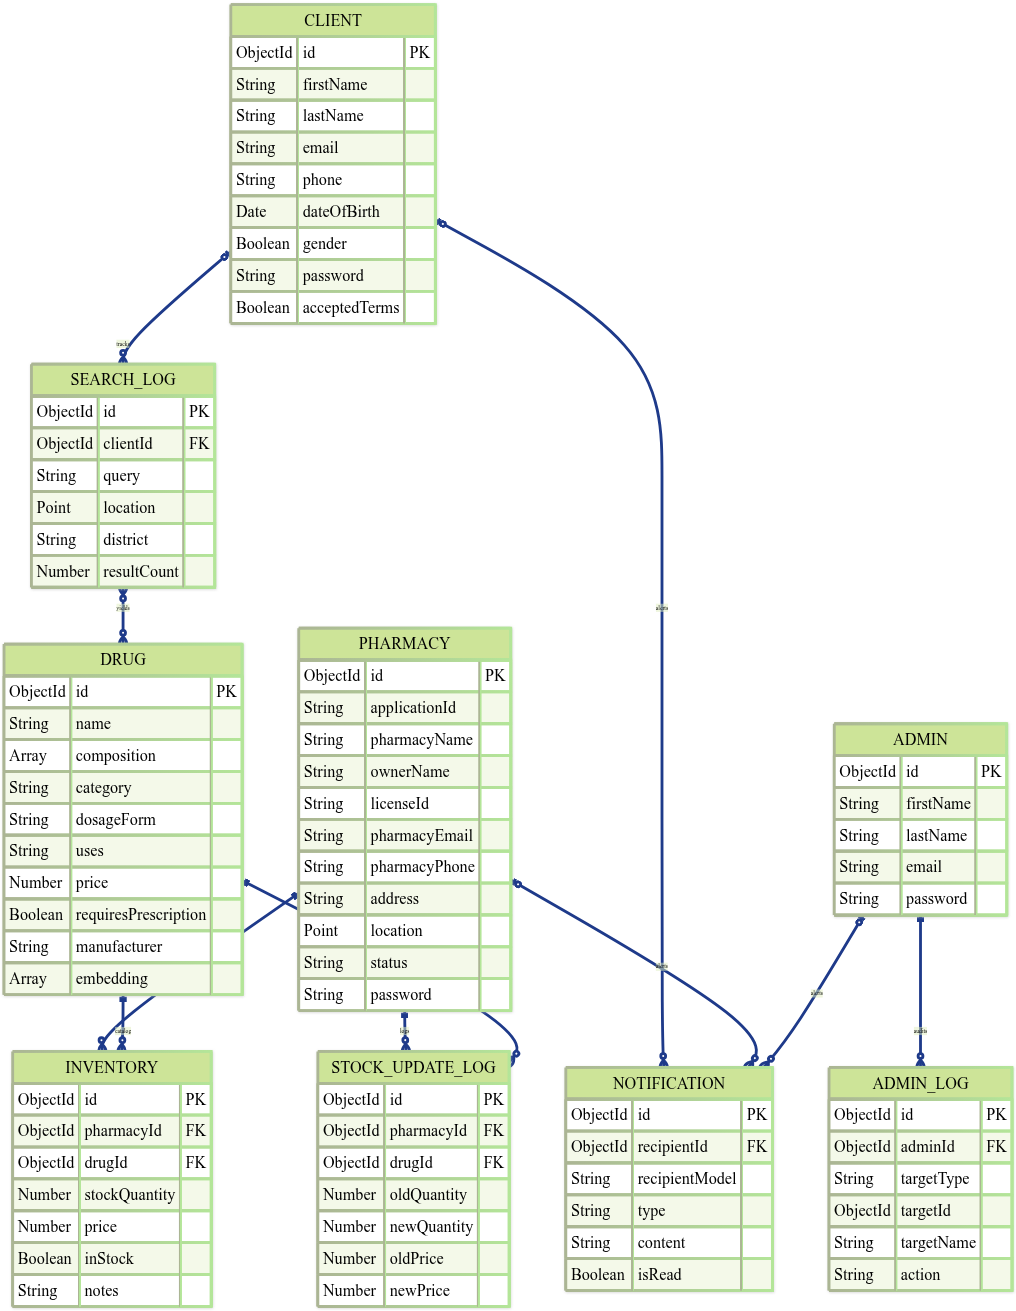 CLIENT
ObjectId id PK
String firstName
String lastName
String email
String phone
Date dateOfBirth
Boolean gender
String password
Boolean acceptedTerms
tracks
SEARCH_LOG
ObjectId id PK
ObjectId clientId FK
String query
Point location
String district
Number resultCount
yields
alerts
DRUG
ObjectId id PK
String name
Array composition
String category
String dosageForm
String uses
Number price
Boolean requiresPrescription
String manufacturer
Array embedding
PHARMACY
ObjectId id PK
String applicationId
String pharmacyName
String ownerName
String licenseId
String pharmacyEmail
String pharmacyPhone
String address
Point location
String status
String password
ADMIN
ObjectId id PK
String firstName
String lastName
String email
String password
alerts
alerts
catalog
logs
audits
INVENTORY
ObjectId id PK
ObjectId pharmacyId FK
ObjectId drugId FK
Number stockQuantity
Number price
Boolean inStock
String notes
STOCK_UPDATE_LOG
ObjectId id PK
ObjectId pharmacyId FK
ObjectId drugId FK
Number oldQuantity
Number newQuantity
Number oldPrice
Number newPrice
NOTIFICATION
ObjectId id PK
ObjectId recipientId FK
String recipientModel
String type
String content
Boolean isRead
ADMIN_LOG
ObjectId id PK
ObjectId adminId FK
String targetType
ObjectId targetId
String targetName
String action